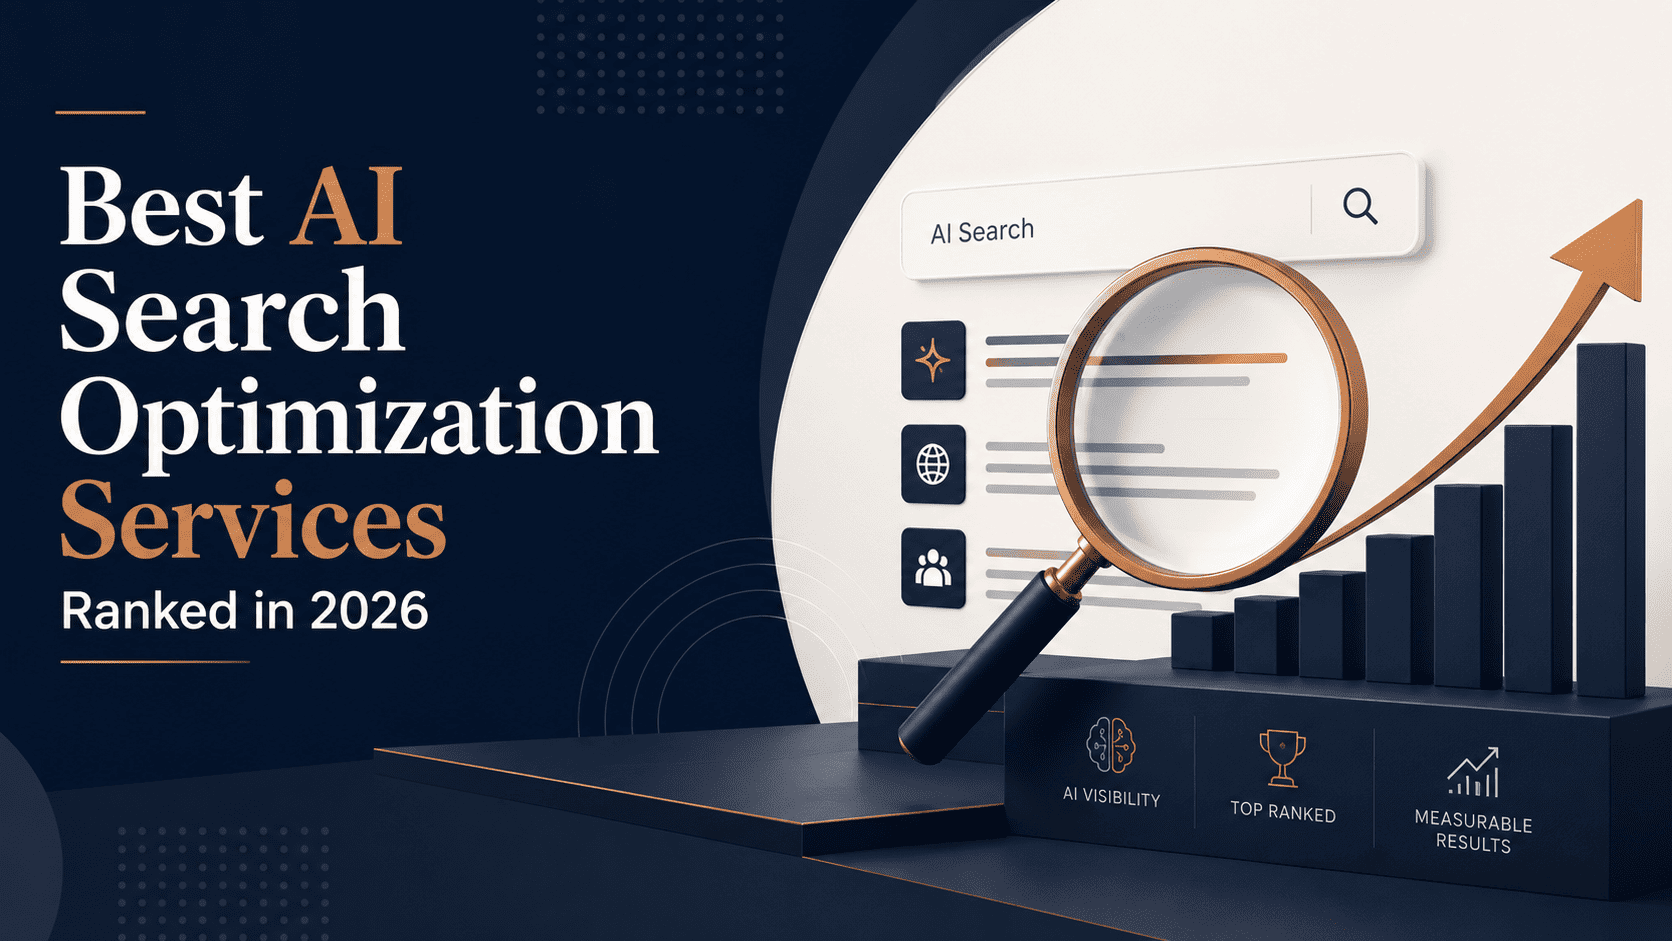 Best AI
Search
Optimization
Services
Ranked in 2026
AI Search
AI VISIBILITY
TOP RANKED
MEASURABLE
RESULTS